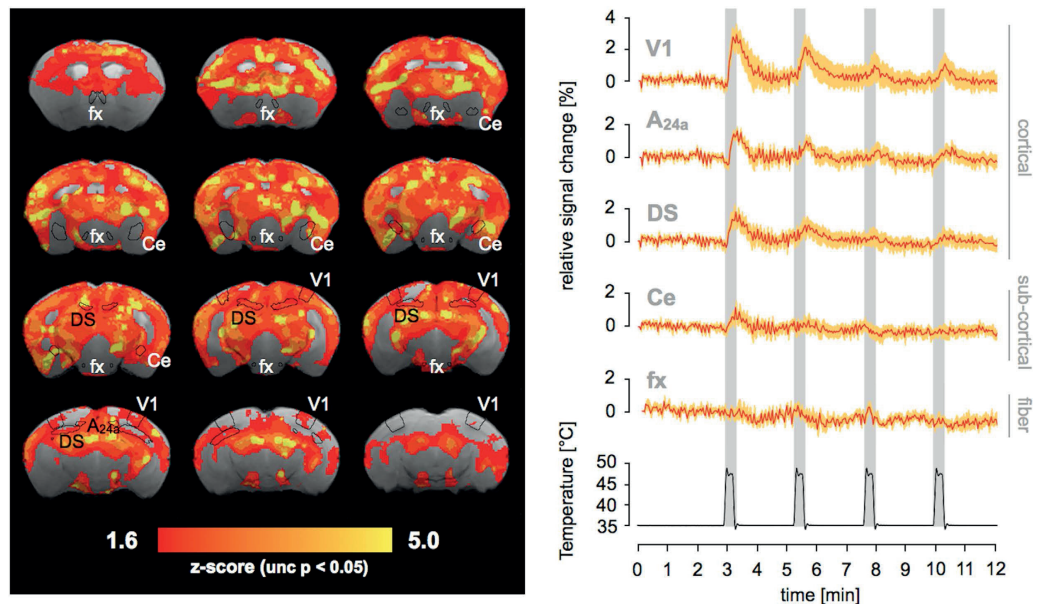 fx
fx
fx
Ce
fx
Ce
fx
fx
Ce
V1
V1
DS
DS
DS
Ce
fx
fx
V1
V1
V1
A24a
DS
1.6
5.0
z-score (unc p < 0.05)
relative signal change [%]
4
2
0
V1
2
0
A24a
2
0
DS
2
0
Ce
2
0
fx
cortical
sub-cortical
fiber
Temperature [°C]
50
45
40
35
0 1 2 3 4 5 6 7 8 9 10 11 12
time [min]